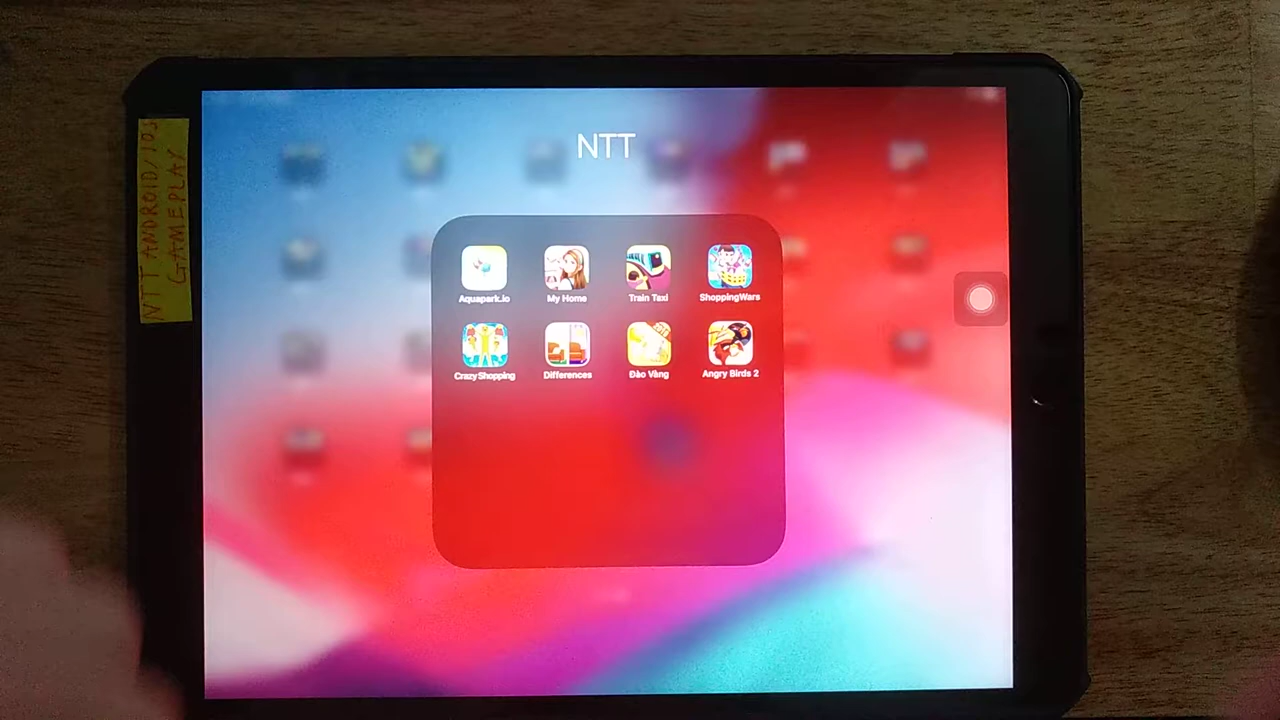 NTT ANDROID/IOS
GAMEPLAY
NTT
Aquapark.io
My Home
Train Taxi
ShoppingWars
CrazyShopping
Differences
Đào Vàng
Angry Birds 2